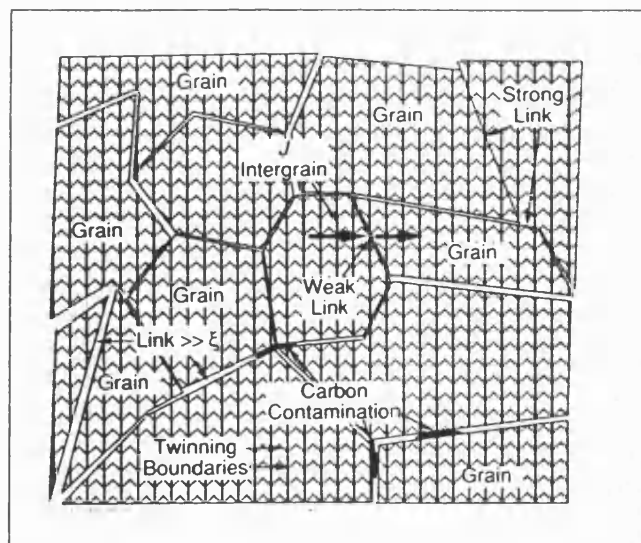 Grain
Grain
Strong
Link
Intergrain
Grain
Grain
Grain
Weak
Link
Link >> ξ
Grain
Carbon
Contamination
Twinning
Boundaries
Grain